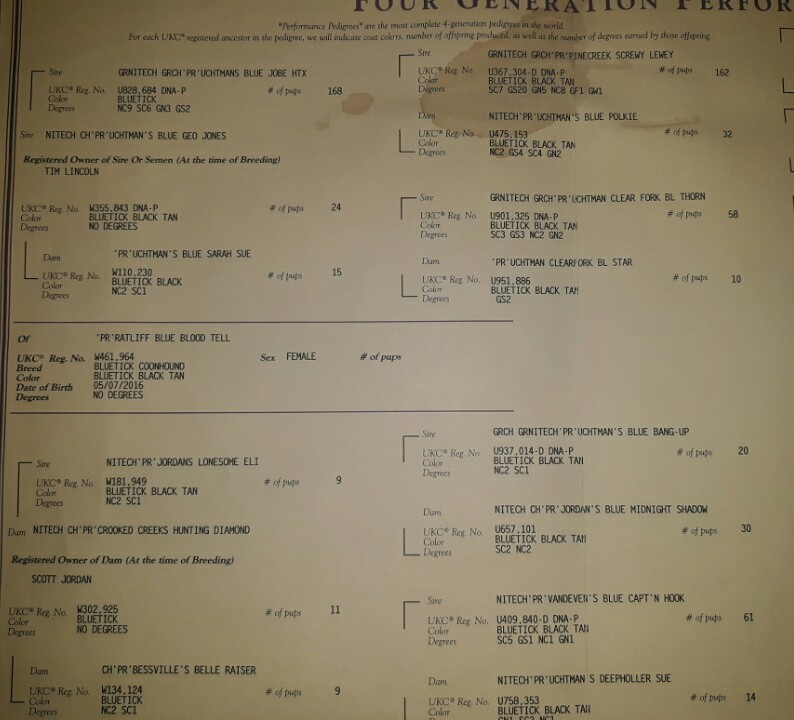 FOUR GENERATION PERFOR
"Performance Pedigrees" are the most complete 4-generation pedigrees in the world.
For each UKC® registered ancestor in the pedigree, we will indicate coat colors, number of offspring produced, as well as the number of degrees earned by those offspring.
Sire GRNITECH GRCH'PR'UCHTMANS BLUE JOBE HTX
UKC® Reg. No. U828,684 DNA-P # of pups 168
Color BLUETICK
Degrees NC9 SC6 GN3 GS2
Sire NITECH CH'PR'UCHTMAN'S BLUE GEO JONES
Registered Owner of Sire Or Semen (At the time of Breeding)
TIM LINCOLN
UKC® Reg. No. W355,843 DNA-P # of pups 24
Color BLUETICK BLACK TAN
Degrees NO DEGREES
Dam 'PR'UCHTMAN'S BLUE SARAH SUE
UKC® Reg. No. W110,230 # of pups 15
Color BLUETICK BLACK
Degrees NC2 SC1
Sire GRNITECH GRCH'PR'PINECREEK SCREWY LEWEY
UKC® Reg. No. U367,304-D DNA-P # of pups 162
Color BLUETICK BLACK TAN
Degrees SC7 GS20 GN5 NC8 GF1 GW1
Dam NITECH'PR'UCHTMAN'S BLUE POLKIE
UKC® Reg. No. U475,153 # of pups 32
Color BLUETICK BLACK TAN
Degrees NC2 GS4 SC4 GN2
Sire GRNITECH GRCH'PR'UCHTMAN CLEAR FORK BL THORN
UKC® Reg. No. U901,325 DNA-P # of pups 58
Color BLUETICK BLACK TAN
Degrees SC3 GS3 NC2 GN2
Dam 'PR'UCHTMAN CLEARFORK BL STAR
UKC® Reg. No. U951,886 # of pups 10
Color BLUETICK BLACK TAN
Degrees GS2
Of 'PR'RATLIFF BLUE BLOOD TELL
UKC® Reg. No. W461,964 Sex FEMALE # of pups
Breed BLUETICK COONHOUND
Color BLUETICK BLACK TAN
Date of Birth 05/07/2016
Degrees NO DEGREES
Sire NITECH'PR'JORDANS LONESOME ELI
UKC® Reg. No. W181,949 # of pups 9
Color BLUETICK BLACK TAN
Degrees NC2 SC1
Dam NITECH CH'PR'CROOKED CREEKS HUNTING DIAMOND
Registered Owner of Dam (At the time of Breeding)
SCOTT JORDAN
UKC® Reg. No. W302,925 # of pups 11
Color BLUETICK
Degrees NO DEGREES
Dam CH'PR'BESSVILLE'S BELLE RAISER
UKC® Reg. No. W134,124 # of pups 9
Color BLUETICK
Degrees NC2 SC1
Sire GRCH GRNITECH'PR'UCHTMAN'S BLUE BANG-UP
UKC® Reg. No. U937,014-D DNA-P # of pups 20
Color BLUETICK BLACK TAN
Degrees NC2 SC1
Dam NITECH CH'PR'JORDAN'S BLUE MIDNIGHT SHADOW
UKC® Reg. No. U657,101 # of pups 30
Color BLUETICK BLACK TAN
Degrees SC2 NC2
Sire NITECH'PR'VANDEVEN'S BLUE CAPT'N HOOK
UKC® Reg. No. U409,840-D DNA-P # of pups 61
Color BLUETICK BLACK TAN
Degrees SC5 GS1 NC1 GN1
Dam NITECH'PR'UCHTMAN S DEEPHOLLER SUE
UKC® Reg. No. U758,353 # of pups 14
Color BLUETICK BLACK TAN
GN1 SC3 NC1